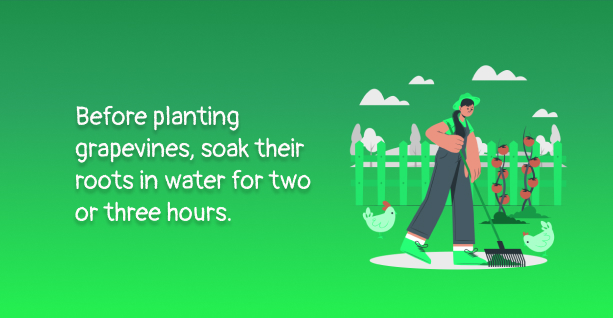 Before planting
grapevines, soak their
roots in water for two
or three hours.